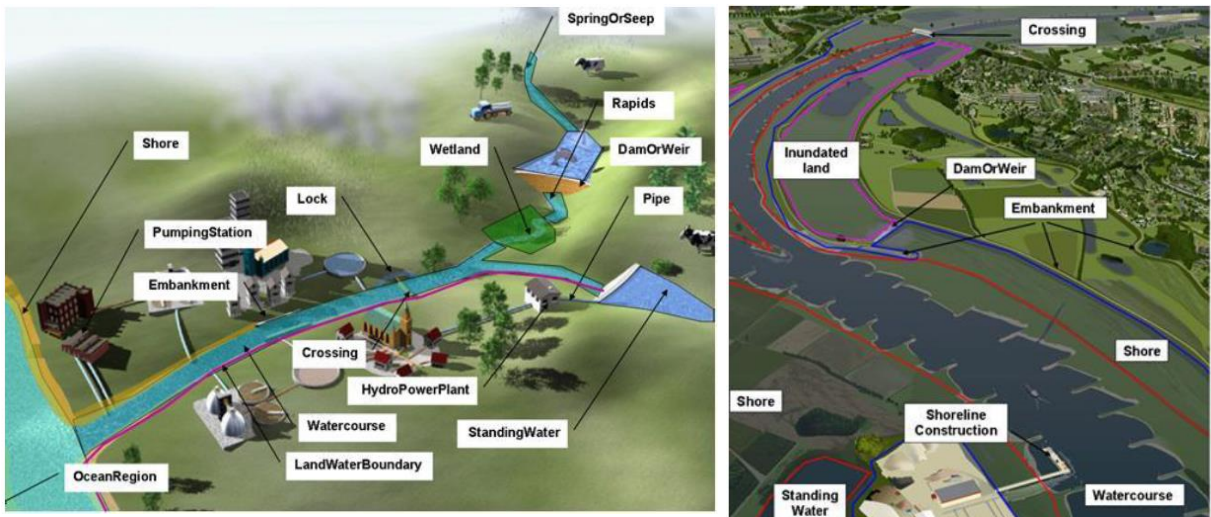 SpringOrSeep
Rapids
Shore
Wetland
DamOrWeir
Lock
Pipe
PumpingStation
Embankment
Crossing
HydroPowerPlant
Watercourse
StandingWater
LandWaterBoundary
OceanRegion
Crossing
Inundated
land
DamOrWeir
Embankment
Shore
Shore
Shoreline
Construction
Standing
Water
Watercourse